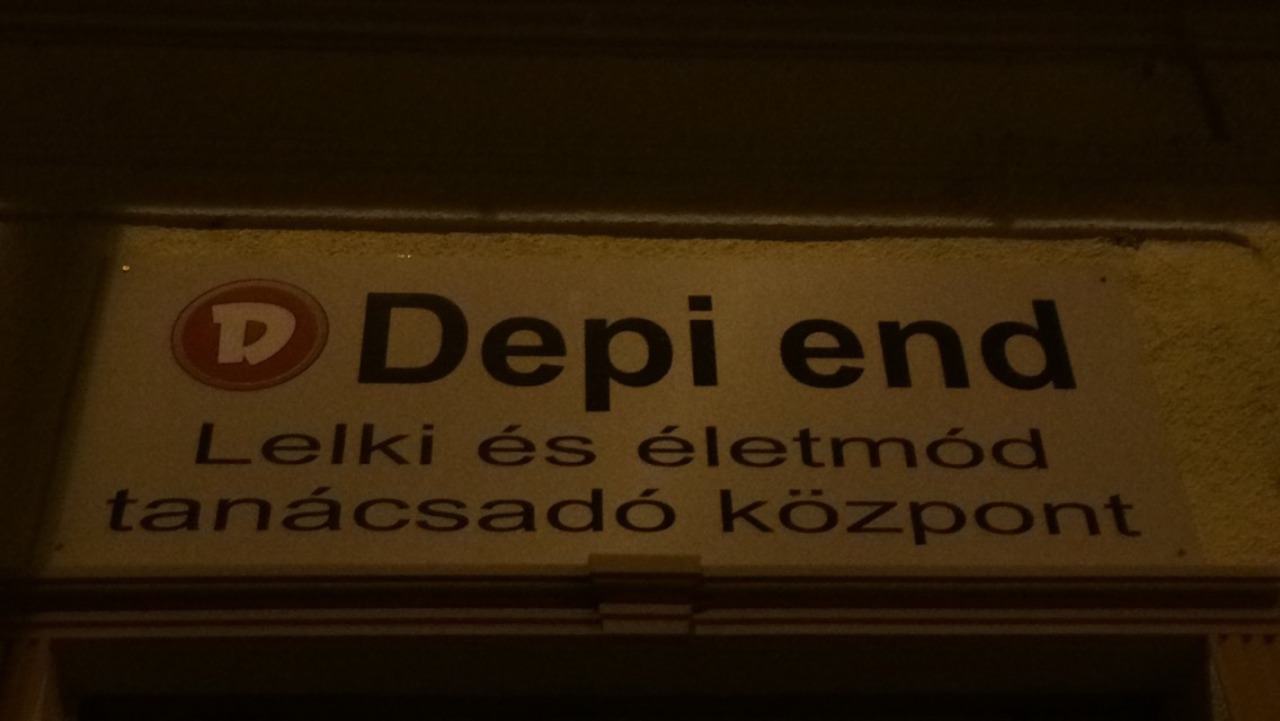 D Depi end
Lelki és életmód
tanácsadó központ